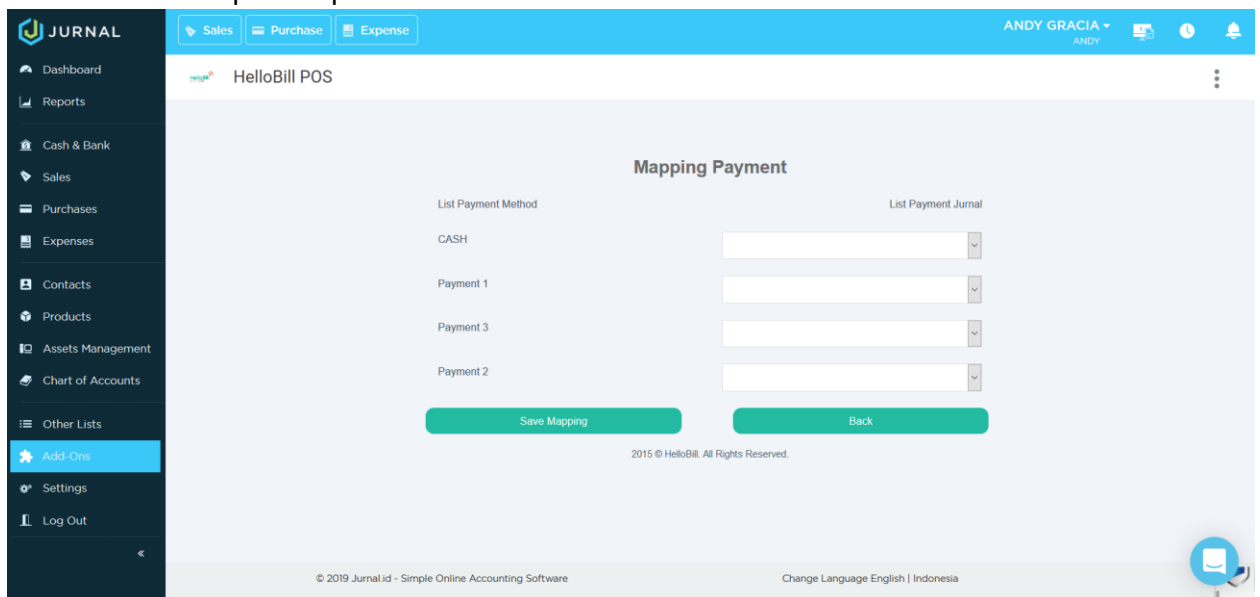 JURNAL
Sales
Purchase
Expense
ANDY GRACIA
ANDY
Dashboard
Reports
Cash & Bank
Sales
Purchases
Expenses
Contacts
Products
Assets Management
Chart of Accounts
Other Lists
Add-Ons
Settings
Log Out
«
HelloBill POS
Mapping Payment
List Payment Method List Payment Jurnal
CASH
Payment 1
Payment 3
Payment 2
Save Mapping Back
2015 © HelloBill. All Rights Reserved.
© 2019 Jurnal.id - Simple Online Accounting Software Change Language English | Indonesia